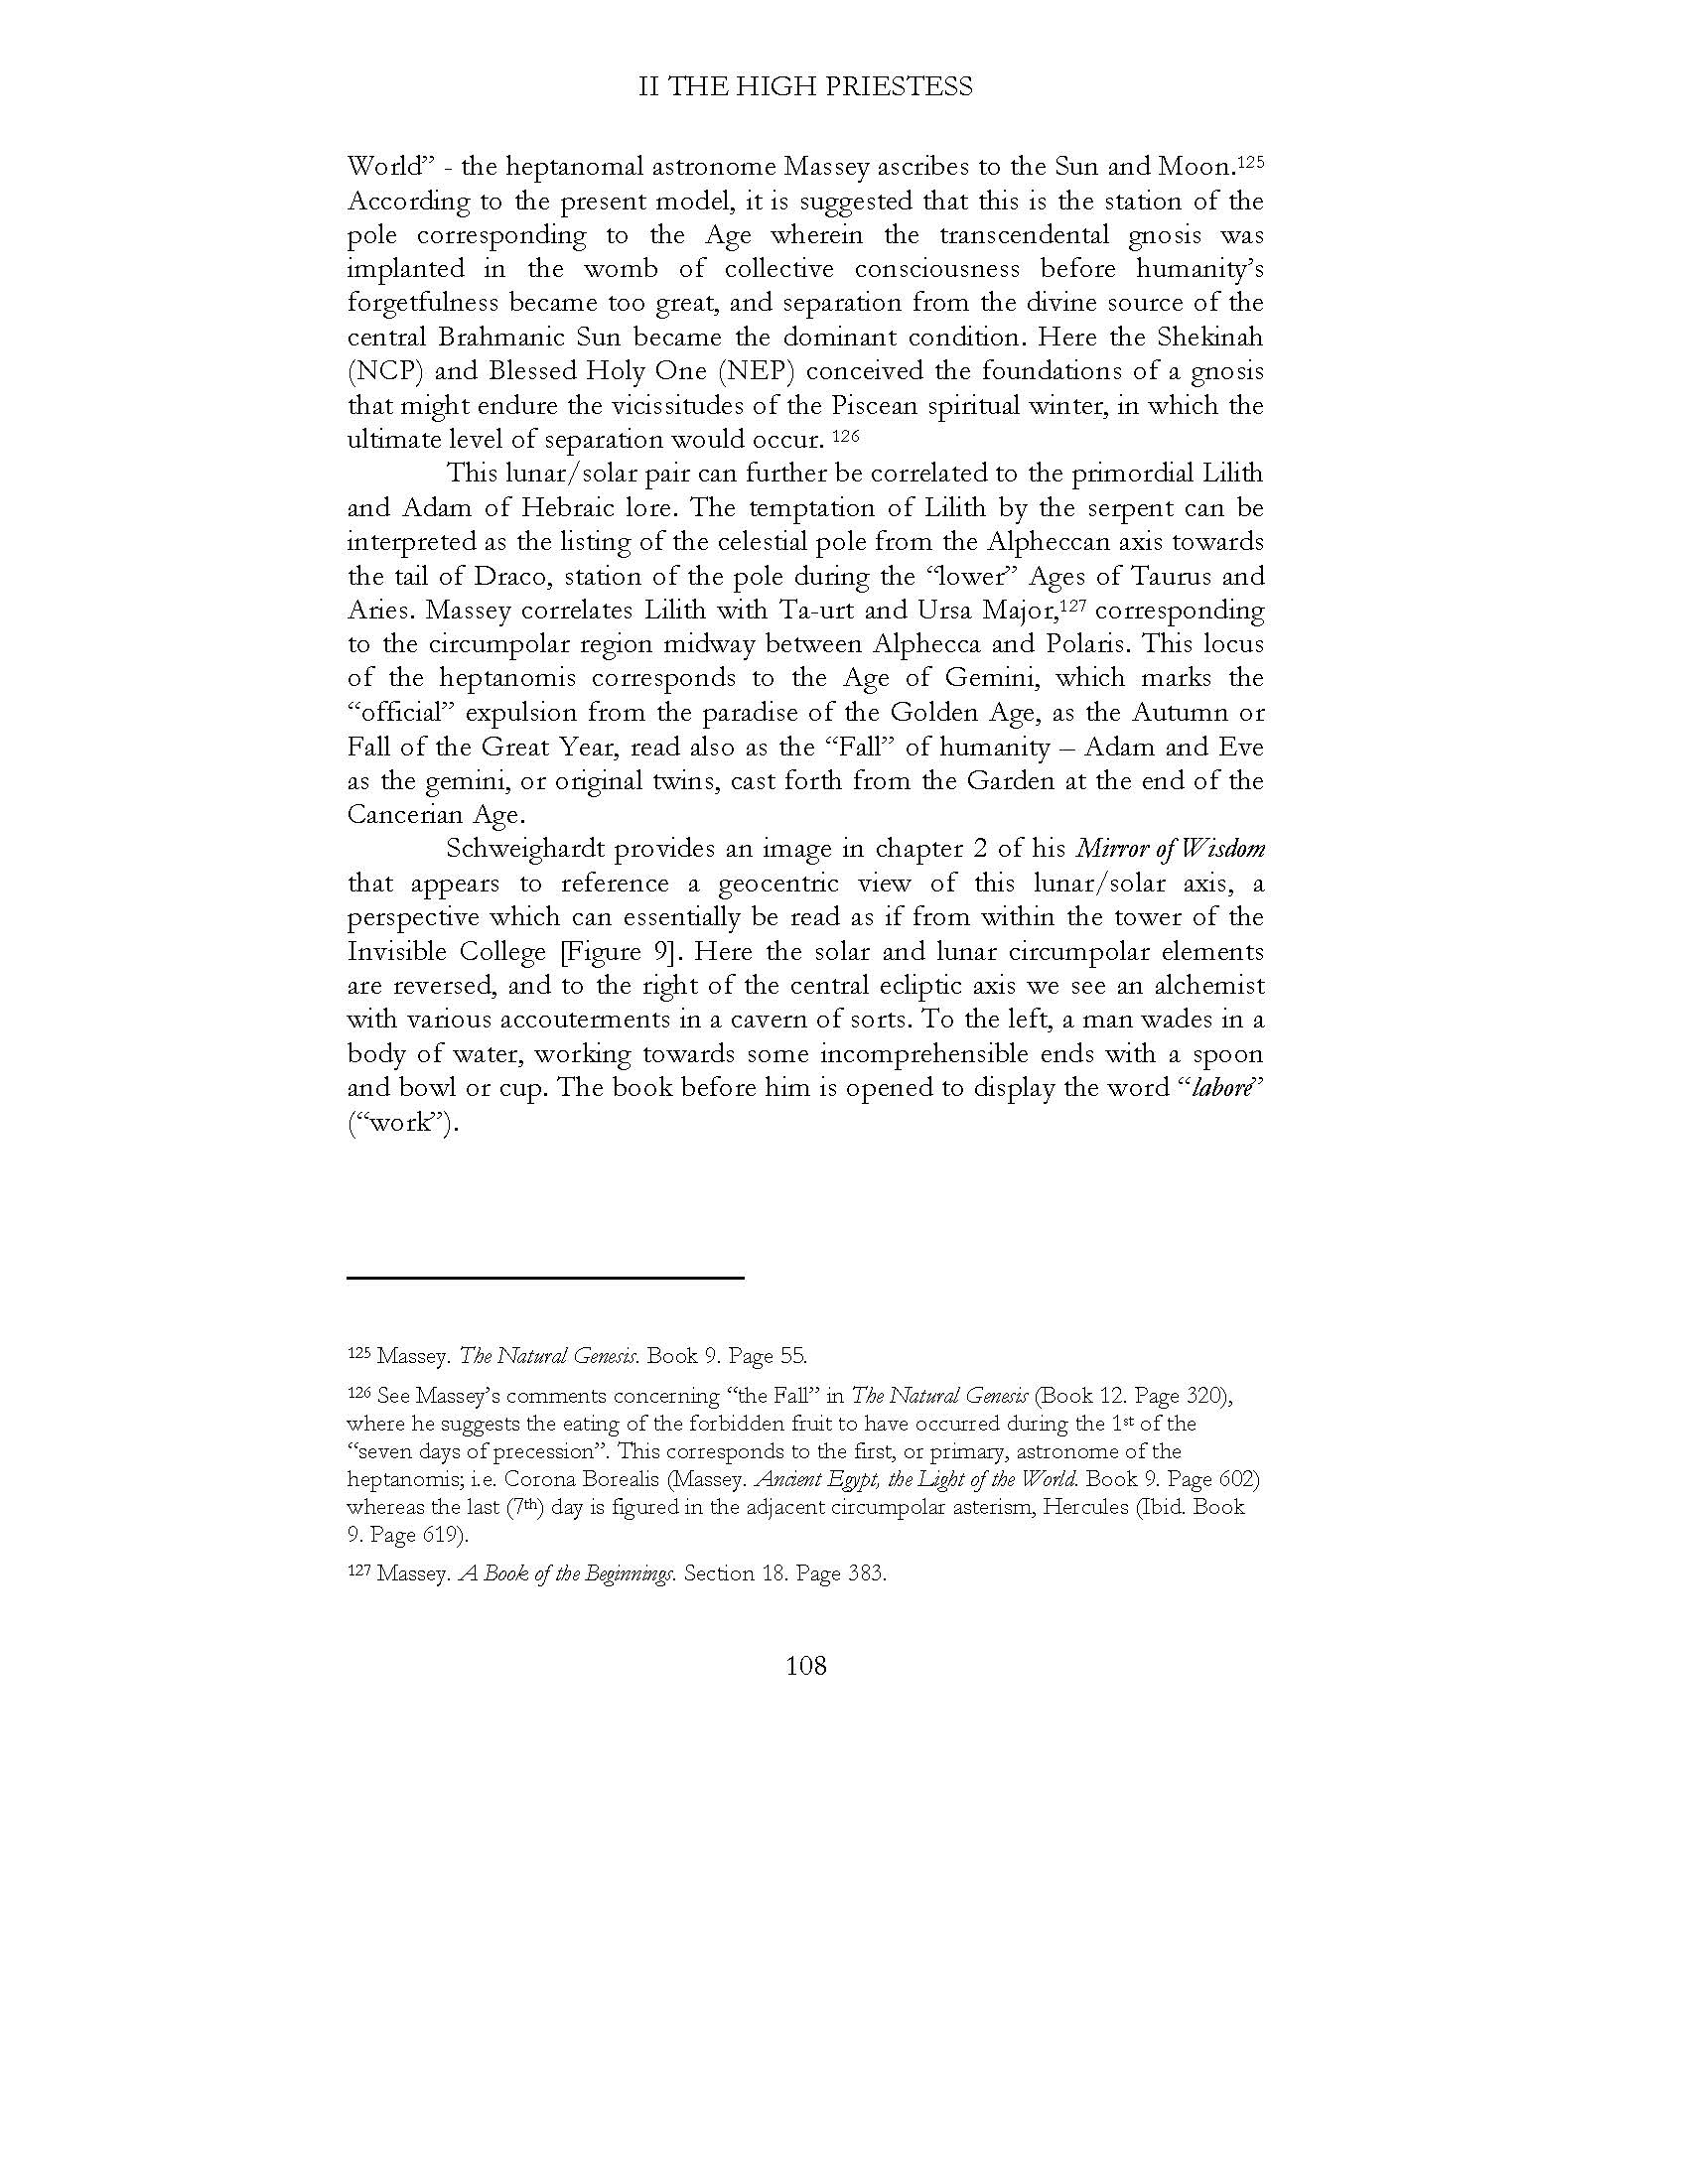 II THE HIGH PRIESTESS
World” - the heptanomal astronome Massey ascribes to the Sun and Moon.¹²⁵
According to the present model, it is suggested that this is the station of the
pole corresponding to the Age wherein the transcendental gnosis was
implanted in the womb of collective consciousness before humanity’s
forgetfulness became too great, and separation from the divine source of the
central Brahmanic Sun became the dominant condition. Here the Shekinah
(NCP) and Blessed Holy One (NEP) conceived the foundations of a gnosis
that might endure the vicissitudes of the Piscean spiritual winter, in which the
ultimate level of separation would occur. ¹²⁶
This lunar/solar pair can further be correlated to the primordial Lilith
and Adam of Hebraic lore. The temptation of Lilith by the serpent can be
interpreted as the listing of the celestial pole from the Alpheccan axis towards
the tail of Draco, station of the pole during the “lower” Ages of Taurus and
Aries. Massey correlates Lilith with Ta-urt and Ursa Major,¹²⁷ corresponding
to the circumpolar region midway between Alphecca and Polaris. This locus
of the heptanomis corresponds to the Age of Gemini, which marks the
“official” expulsion from the paradise of the Golden Age, as the Autumn or
Fall of the Great Year, read also as the “Fall” of humanity – Adam and Eve
as the gemini, or original twins, cast forth from the Garden at the end of the
Cancerian Age.
Schweighardt provides an image in chapter 2 of his Mirror of Wisdom
that appears to reference a geocentric view of this lunar/solar axis, a
perspective which can essentially be read as if from within the tower of the
Invisible College [Figure 9]. Here the solar and lunar circumpolar elements
are reversed, and to the right of the central ecliptic axis we see an alchemist
with various accouterments in a cavern of sorts. To the left, a man wades in a
body of water, working towards some incomprehensible ends with a spoon
and bowl or cup. The book before him is opened to display the word “labore”
(“work”).
¹²⁵ Massey. The Natural Genesis. Book 9. Page 55.
¹²⁶ See Massey’s comments concerning “the Fall” in The Natural Genesis (Book 12. Page 320),
where he suggests the eating of the forbidden fruit to have occurred during the 1ˢᵗ of the
“seven days of precession”. This corresponds to the first, or primary, astronome of the
heptanomis; i.e. Corona Borealis (Massey. Ancient Egypt, the Light of the World. Book 9. Page 602)
whereas the last (7ᵗʰ) day is figured in the adjacent circumpolar asterism, Hercules (Ibid. Book
9. Page 619).
¹²⁷ Massey. A Book of the Beginnings. Section 18. Page 383.
108